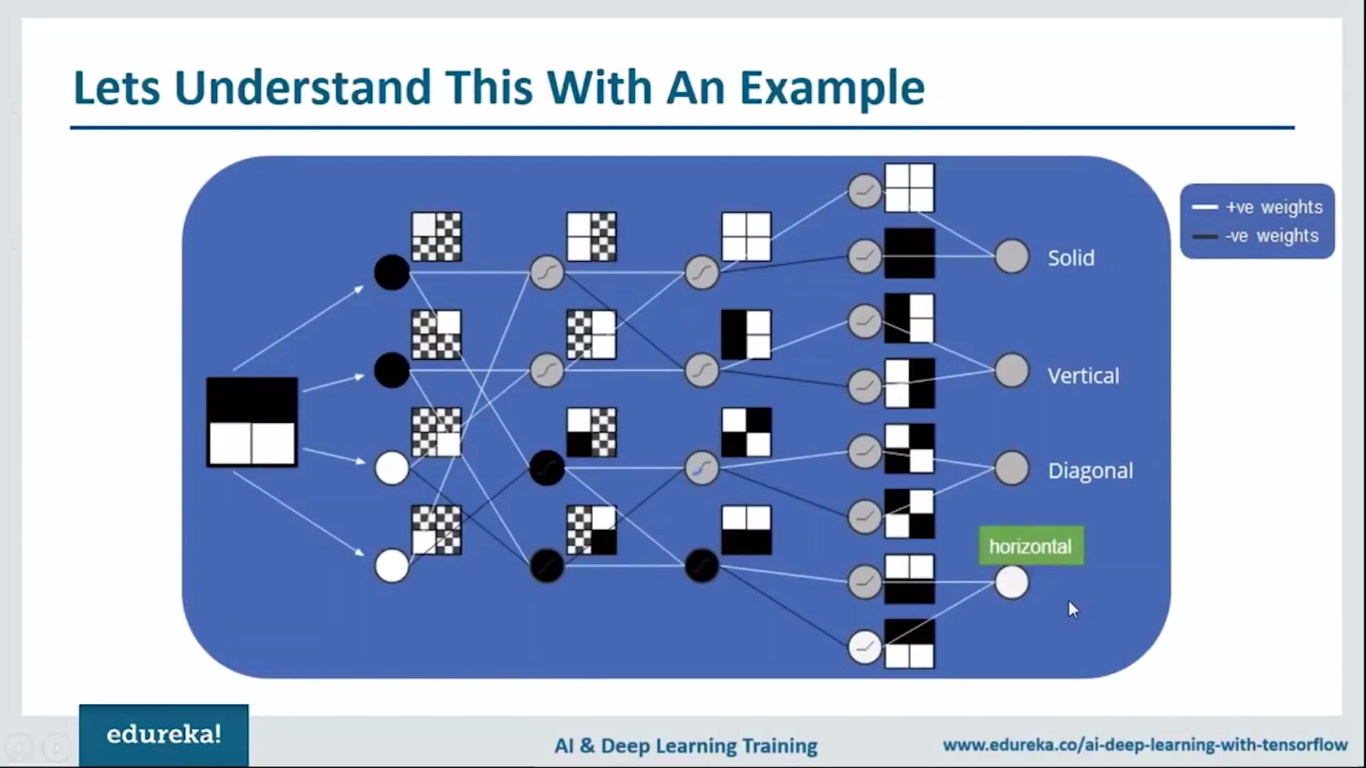 Lets Understand This With An Example
+ve weights
-ve weights
Solid
Vertical
Diagonal
horizontal
edureka!
AI & Deep Learning Training
www.edureka.co/ai-deep-learning-with-tensorflow